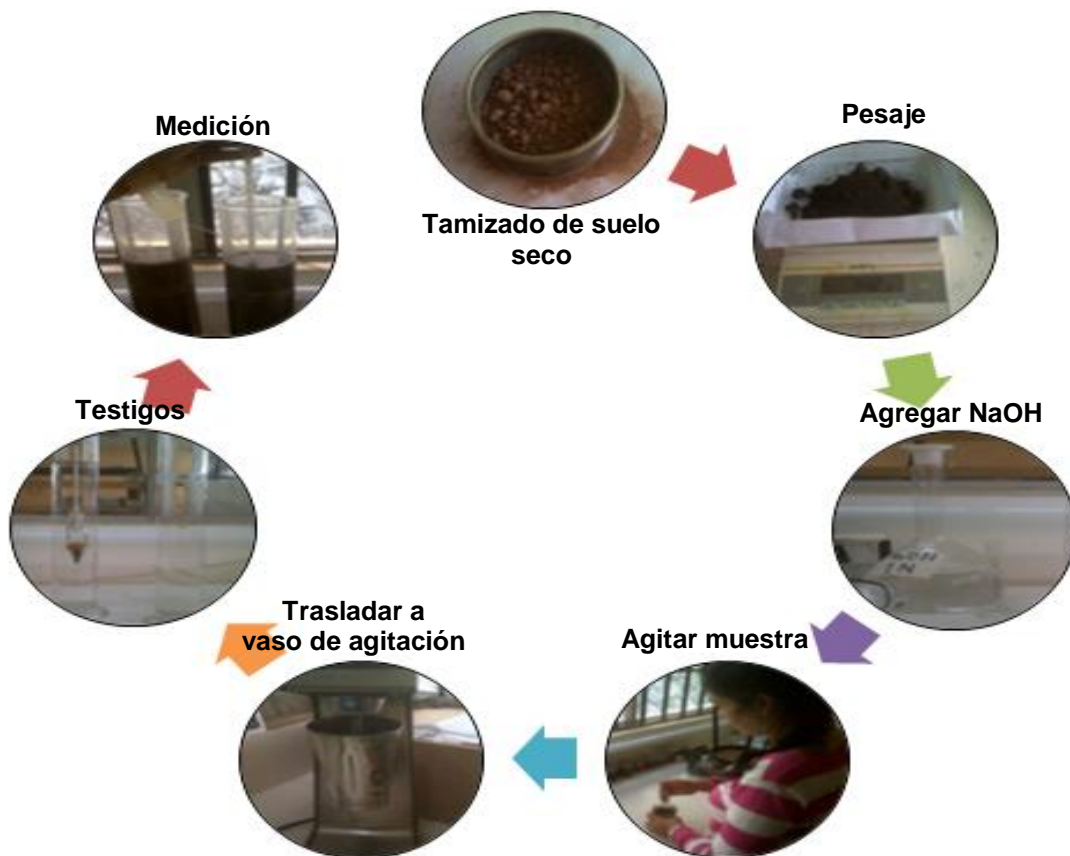 Tamizado de suelo
seco
Pesaje
Agregar NaOH
Agitar muestra
Trasladar a
vaso de agitación
Testigos
Medición